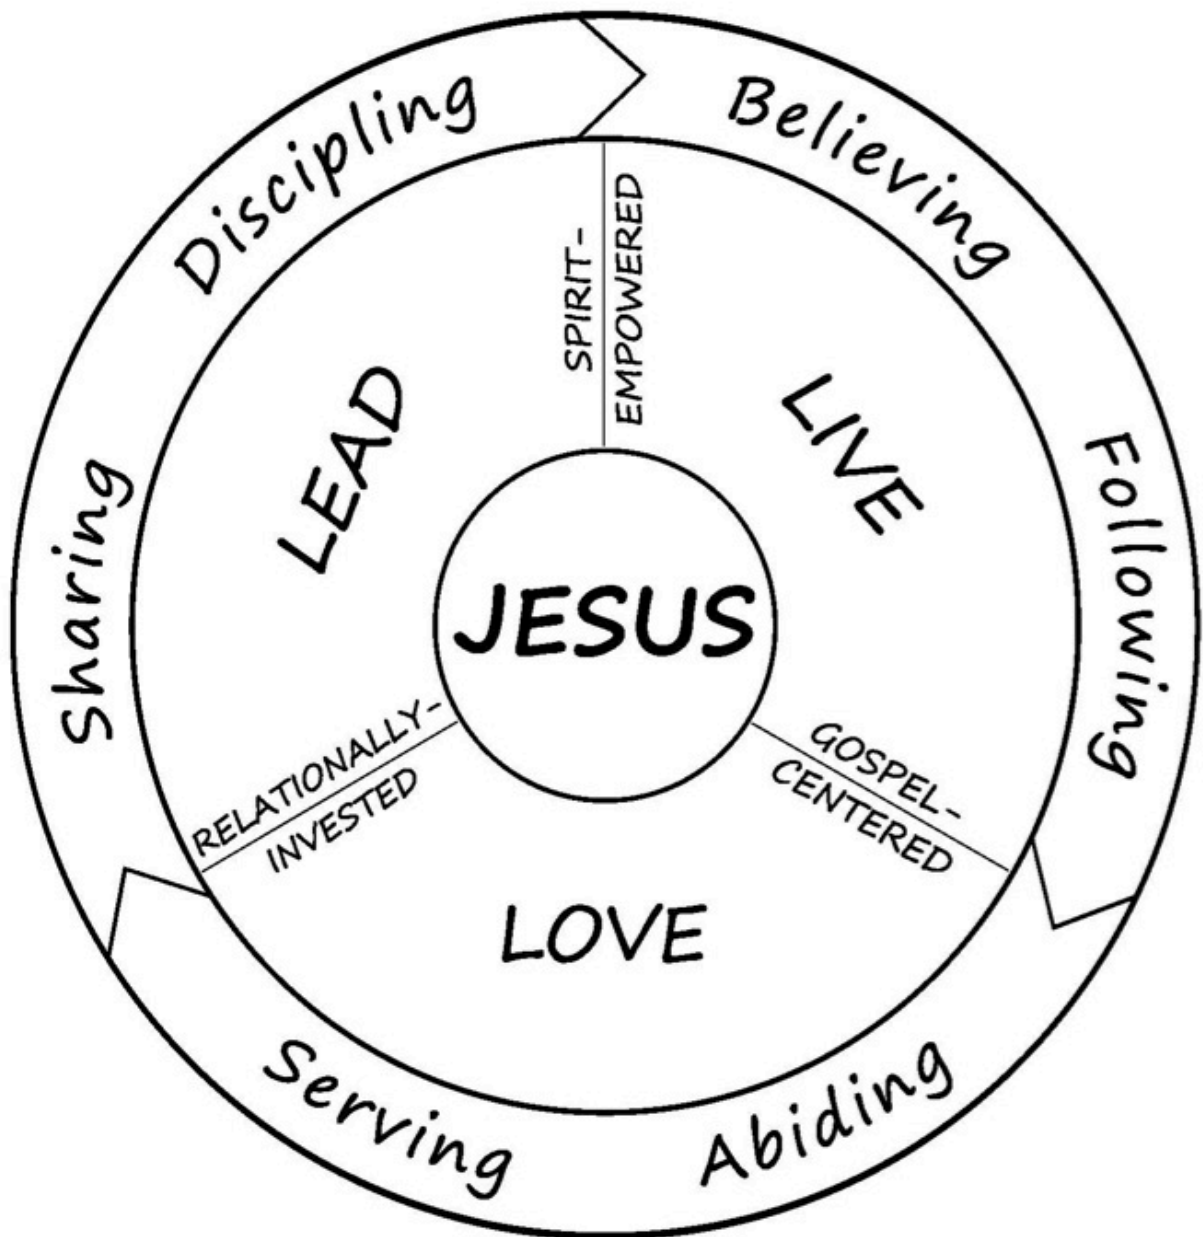 Discipling
Believing
Following
Abiding
Serving
Sharing
SPIRIT-
EMPOWERED
LEAD
LIVE
JESUS
RELATIONALLY-
INVESTED
GOSPEL-
CENTERED
LOVE